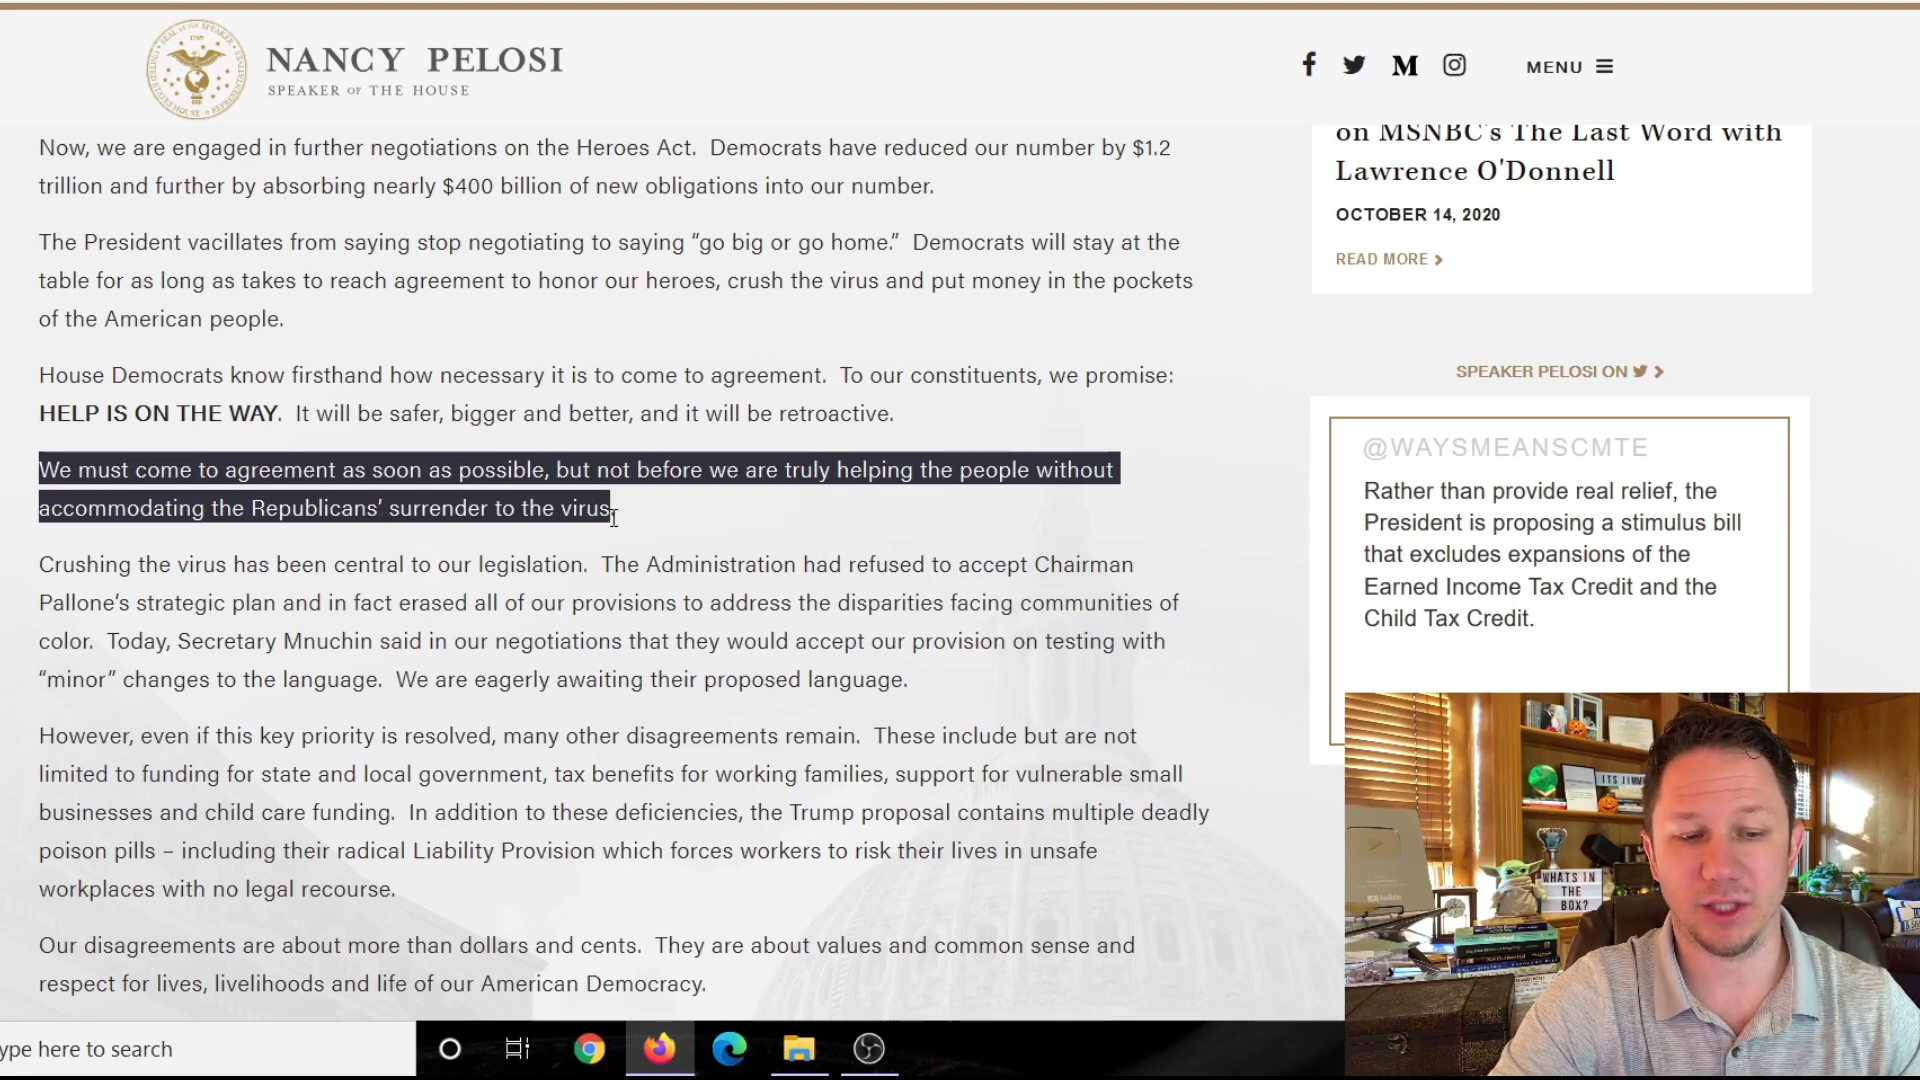 NANCY PELOSI
SPEAKER OF THE HOUSE
MENU
Now, we are engaged in further negotiations on the Heroes Act. Democrats have reduced our number by $1.2
trillion and further by absorbing nearly $400 billion of new obligations into our number.
The President vacillates from saying stop negotiating to saying “go big or go home.” Democrats will stay at the
table for as long as takes to reach agreement to honor our heroes, crush the virus and put money in the pockets
of the American people.
House Democrats know firsthand how necessary it is to come to agreement. To our constituents, we promise:
HELP IS ON THE WAY. It will be safer, bigger and better, and it will be retroactive.
We must come to agreement as soon as possible, but not before we are truly helping the people without
accommodating the Republicans’ surrender to the virus.
Crushing the virus has been central to our legislation. The Administration had refused to accept Chairman
Pallone’s strategic plan and in fact erased all of our provisions to address the disparities facing communities of
color. Today, Secretary Mnuchin said in our negotiations that they would accept our provision on testing with
“minor” changes to the language. We are eagerly awaiting their proposed language.
However, even if this key priority is resolved, many other disagreements remain. These include but are not
limited to funding for state and local government, tax benefits for working families, support for vulnerable small
businesses and child care funding. In addition to these deficiencies, the Trump proposal contains multiple deadly
poison pills – including their radical Liability Provision which forces workers to risk their lives in unsafe
workplaces with no legal recourse.
Our disagreements are about more than dollars and cents. They are about values and common sense and
respect for lives, livelihoods and life of our American Democracy.
on MSNBC's The Last Word with
Lawrence O'Donnell
OCTOBER 14, 2020
READ MORE
SPEAKER PELOSI ON
@WAYSMEANSCMTE
Rather than provide real relief, the
President is proposing a stimulus bill
that excludes expansions of the
Earned Income Tax Credit and the
Child Tax Credit.
ITS JIMM
WHATS IN
THE
BOX?
ype here to search